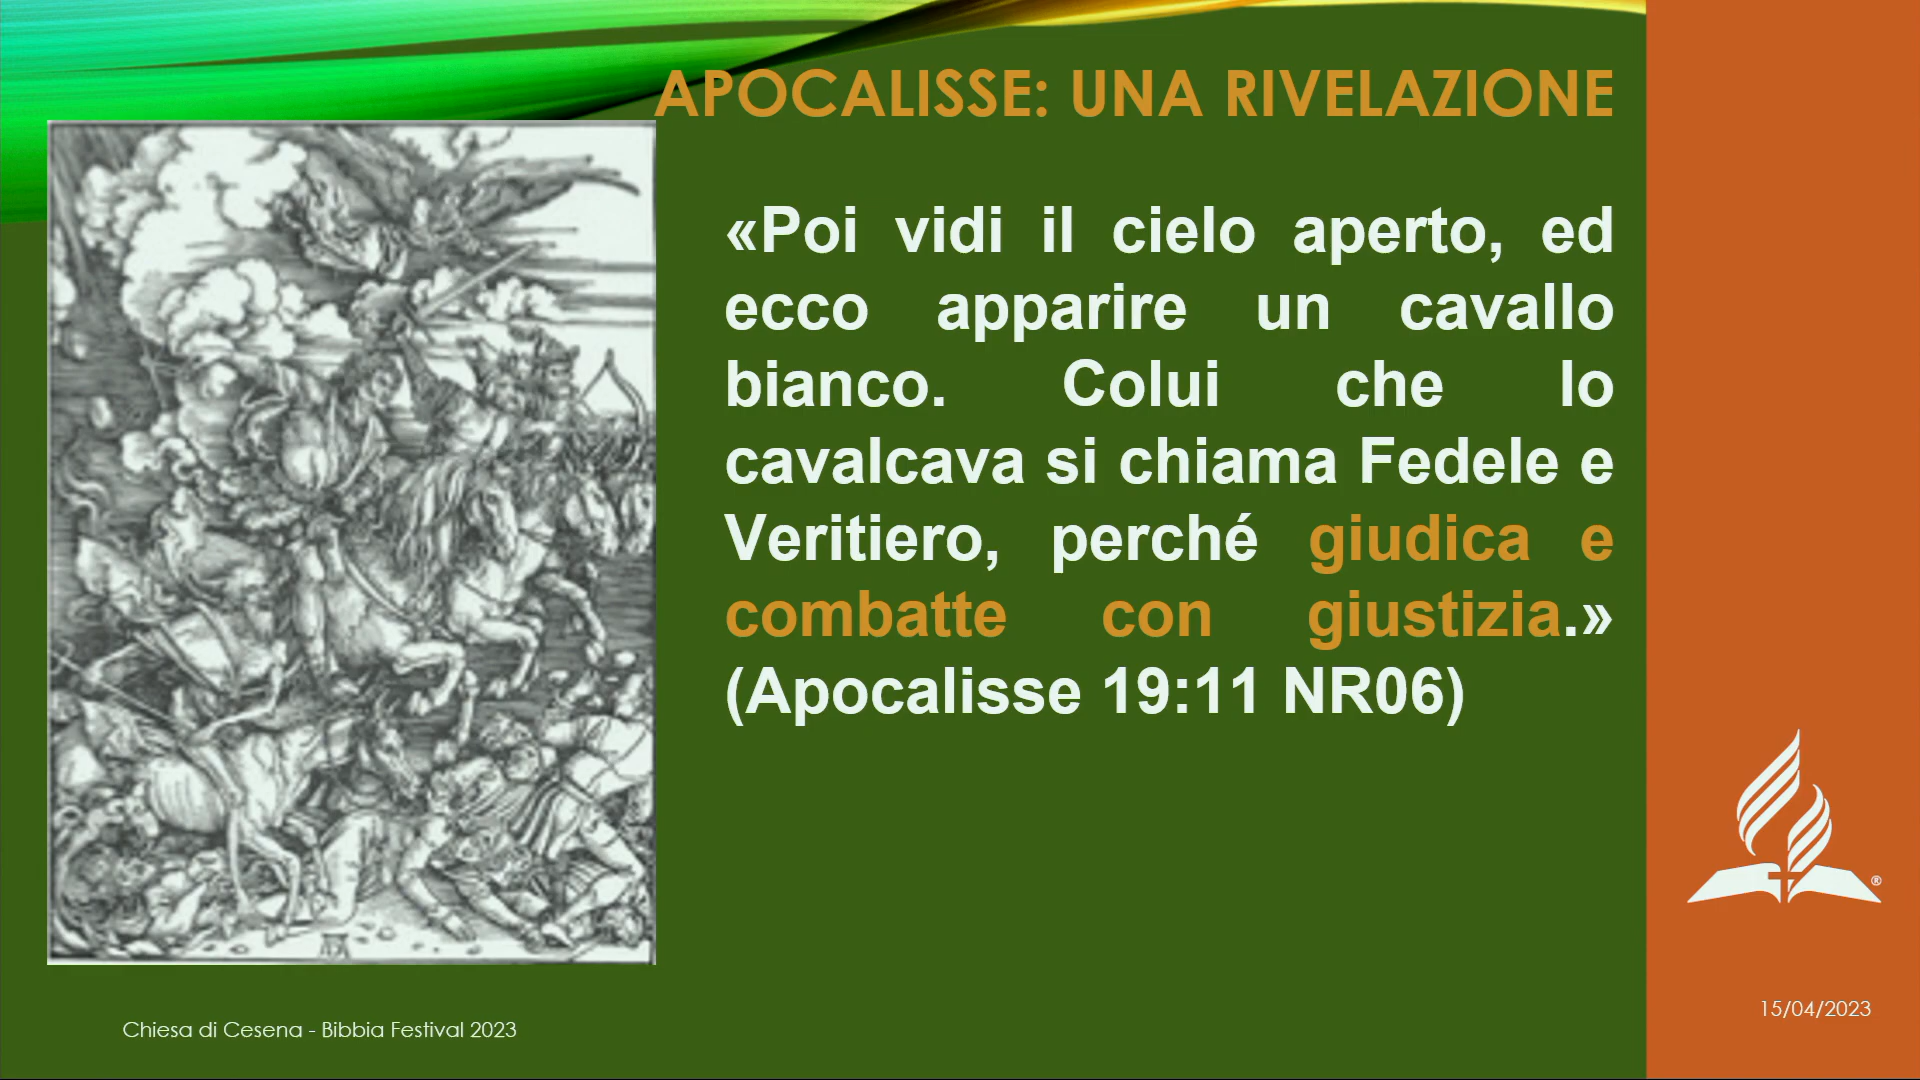 APOCALISSE: UNA RIVELAZIONE
«Poi vidi il cielo aperto, ed
ecco apparire un cavallo
bianco. Colui che lo
cavalcava si chiama Fedele e
Veritiero, perché giudica e
combatte con giustizia.»
(Apocalisse 19:11 NR06)
®
15/04/2023
Chiesa di Cesena - Bibbia Festival 2023